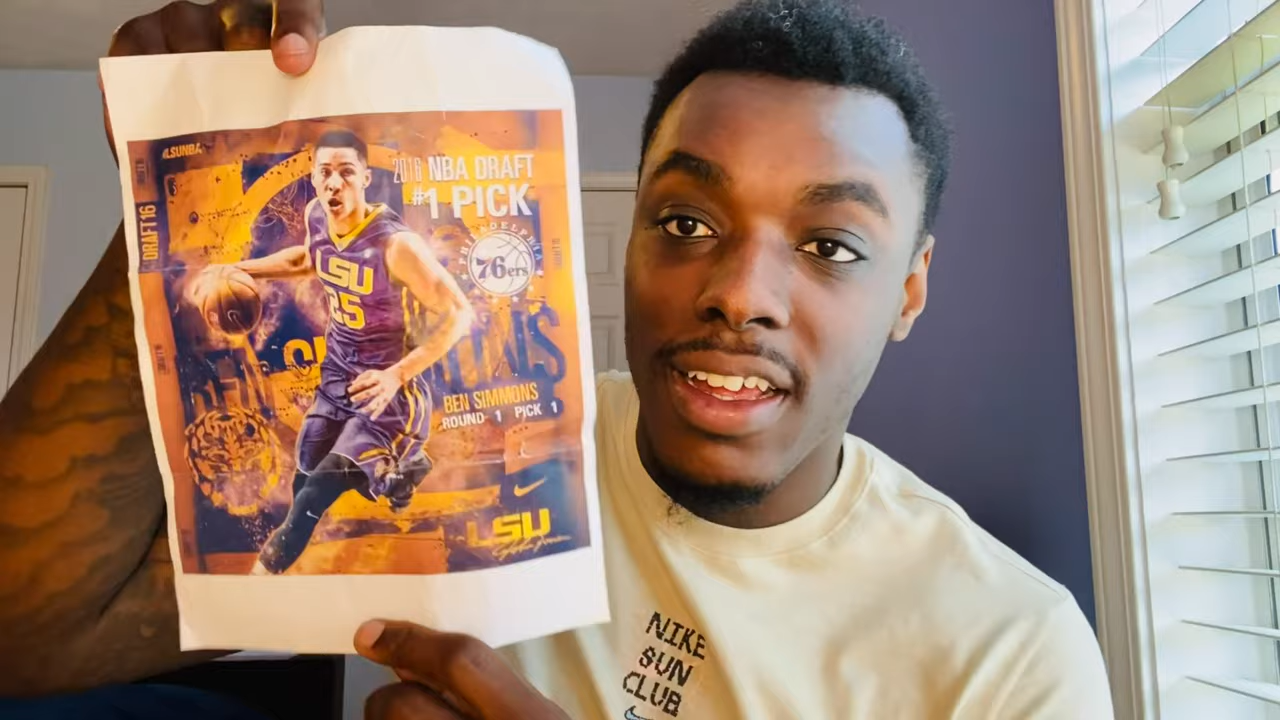 #LSUNBA
DRAFT16
2016 NBA DRAFT
#1 PICK
PHILADELPHIA
76ers
LSU
25
BEN SIMMONS
ROUND 1 PICK 1
LSU
NIKE
SUN
CLUB